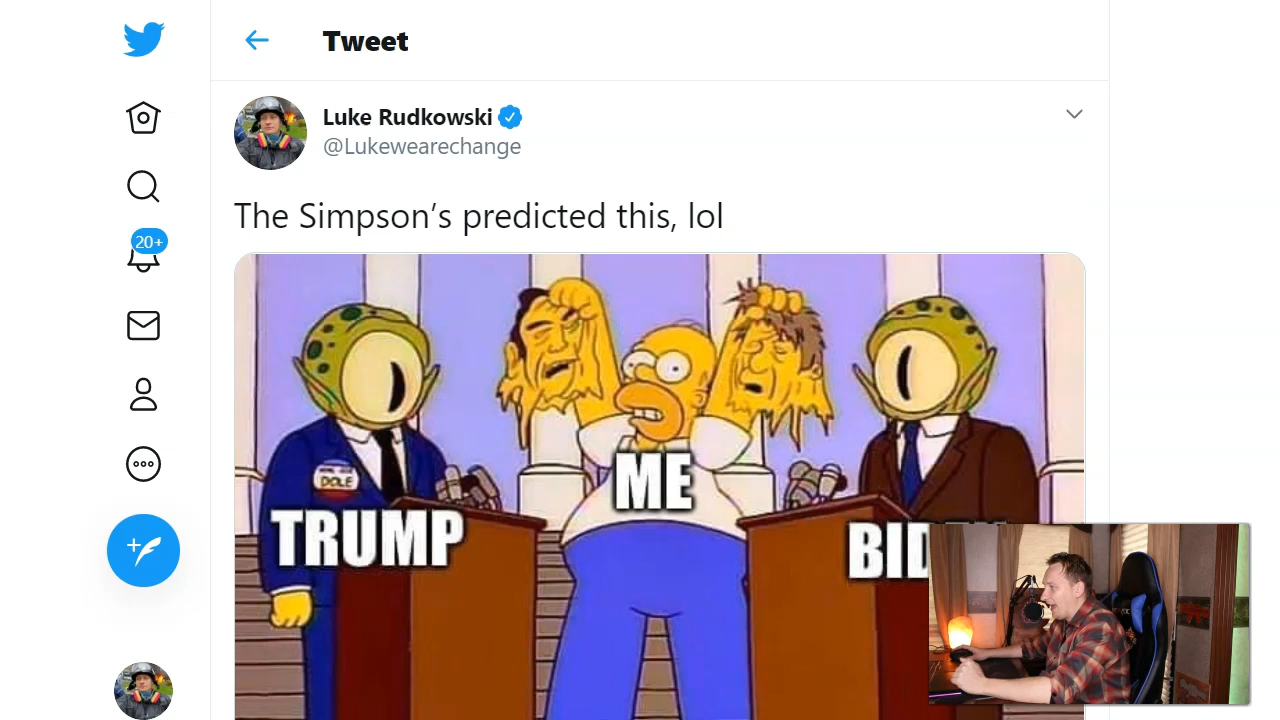 Tweet
Luke Rudkowski
@Lukewearechange
The Simpson’s predicted this, lol
20+
DOLE
ME
TRUMP
BID